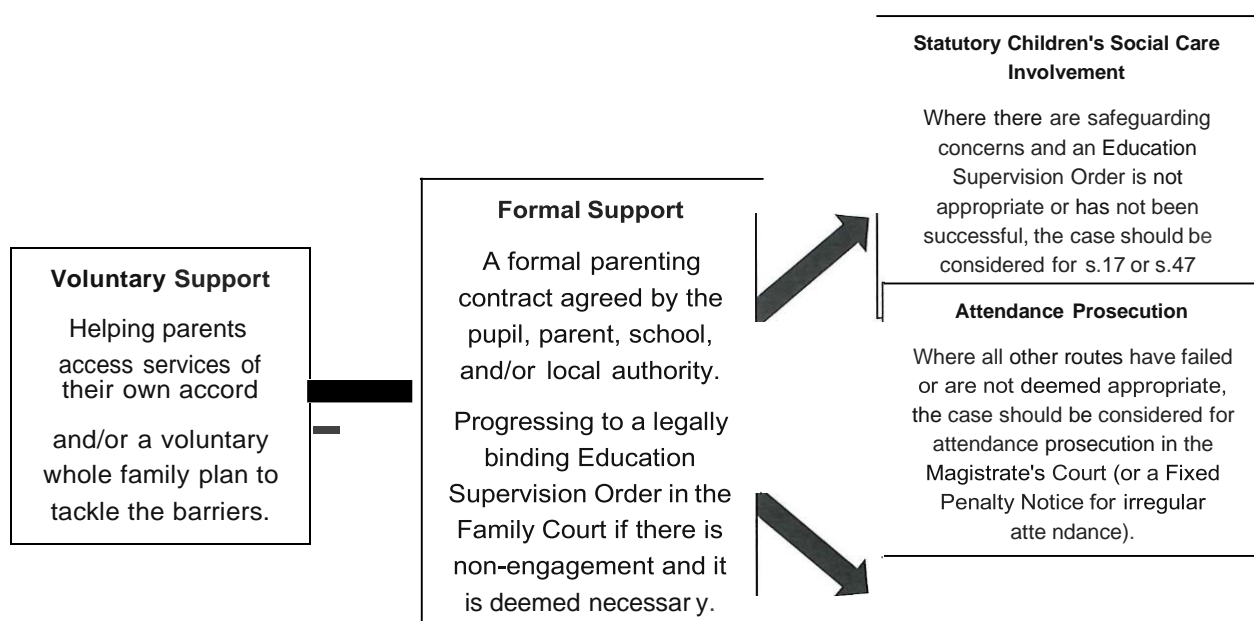 Voluntary Support
Helping parents
access services of
their own accord
and/or a voluntary
whole family plan to
tackle the barriers.
Formal Support
A formal parenting
contract agreed by the
pupil, parent, school,
and/or local authority.
Progressing to a legally
binding Education
Supervision Order in the
Family Court if there is
non-engagement and it
is deemed necessar y.
Statutory Children's Social Care
Involvement
Where there are safeguarding
concerns and an Education
Supervision Order is not
appropriate or has not been
successful, the case should be
considered for s.17 or s.47
Attendance Prosecution
Where all other routes have failed
or are not deemed appropriate,
the case should be considered for
attendance prosecution in the
Magistrate's Court (or a Fixed
Penalty Notice for irregular
atte ndance).